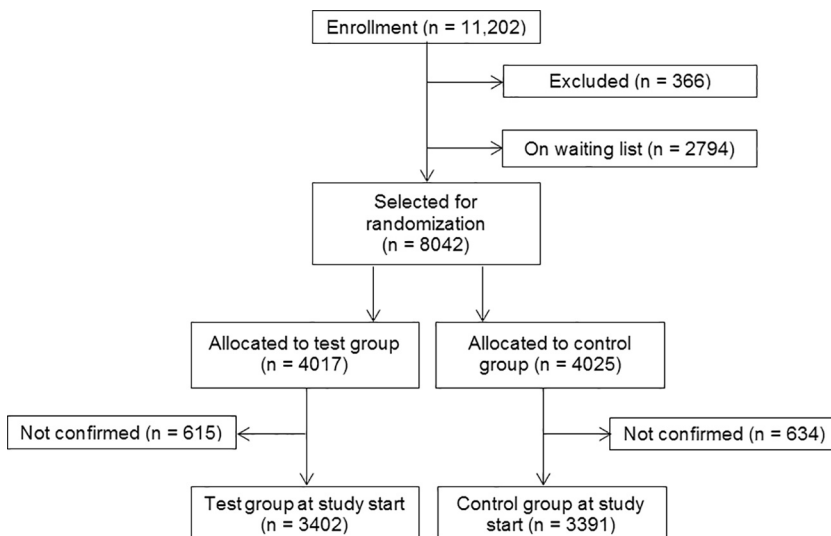 Enrollment (n = 11,202)
Excluded (n = 366)
On waiting list (n = 2794)
Selected for
randomization
(n = 8042)
Allocated to test group
(n = 4017)
Allocated to control
group (n = 4025)
Not confirmed (n = 615)
Not confirmed (n = 634)
Test group at study start
(n = 3402)
Control group at study
start (n = 3391)